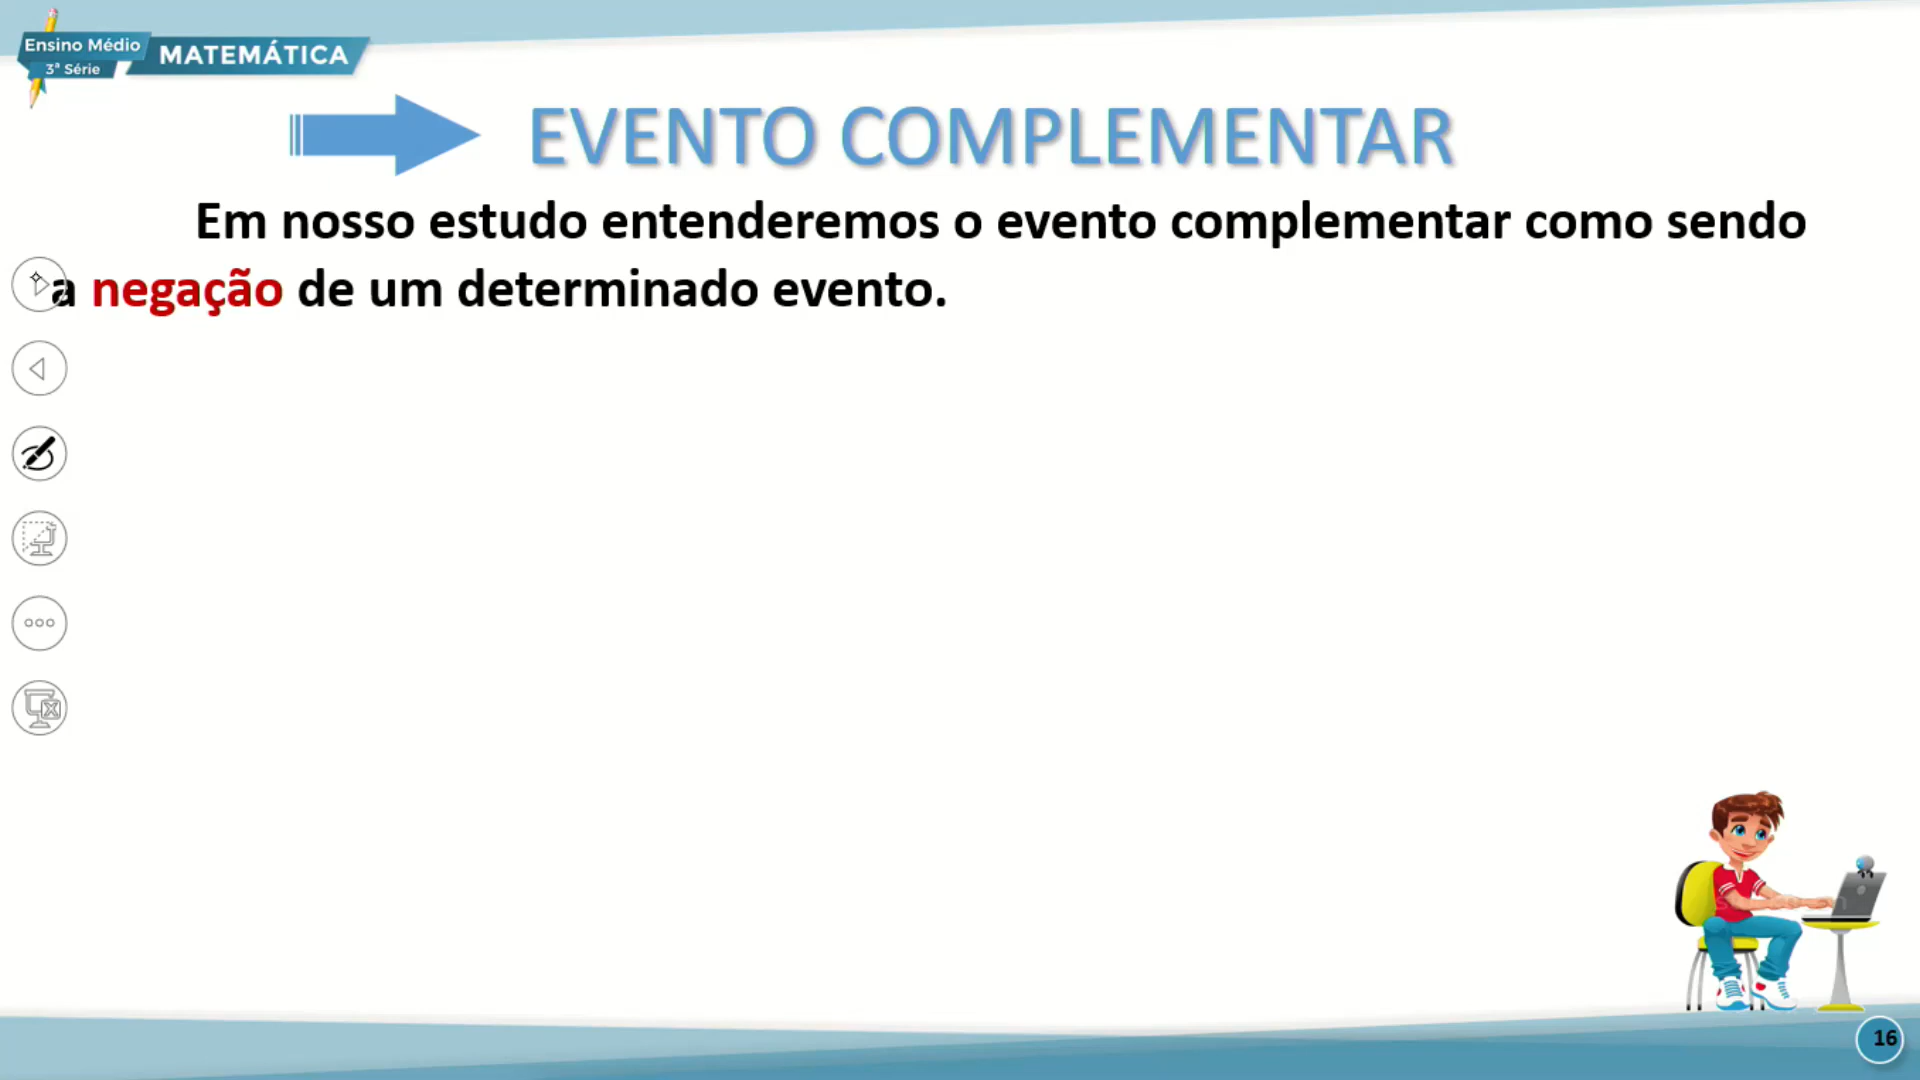 Ensino Médio
3ª Série
MATEMÁTICA
EVENTO COMPLEMENTAR
Em nosso estudo entenderemos o evento complementar como sendo
a negação de um determinado evento.
16